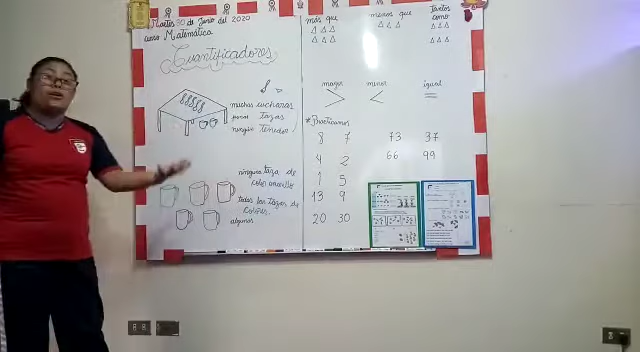 Martes 30 de Junio del 2020
curso Matemática
Cuantificadores
muchas cucharas
pocas tazas
ningún Tenedor
ninguna taza de
color amarillo
todas las tazas de
colores
algunas
más que
menos que
Tantos
como
mayor
menor
igual
>
<
=
* Practicamos
8 7
4 2
1 5
13 9
20 30
73 37
66 99